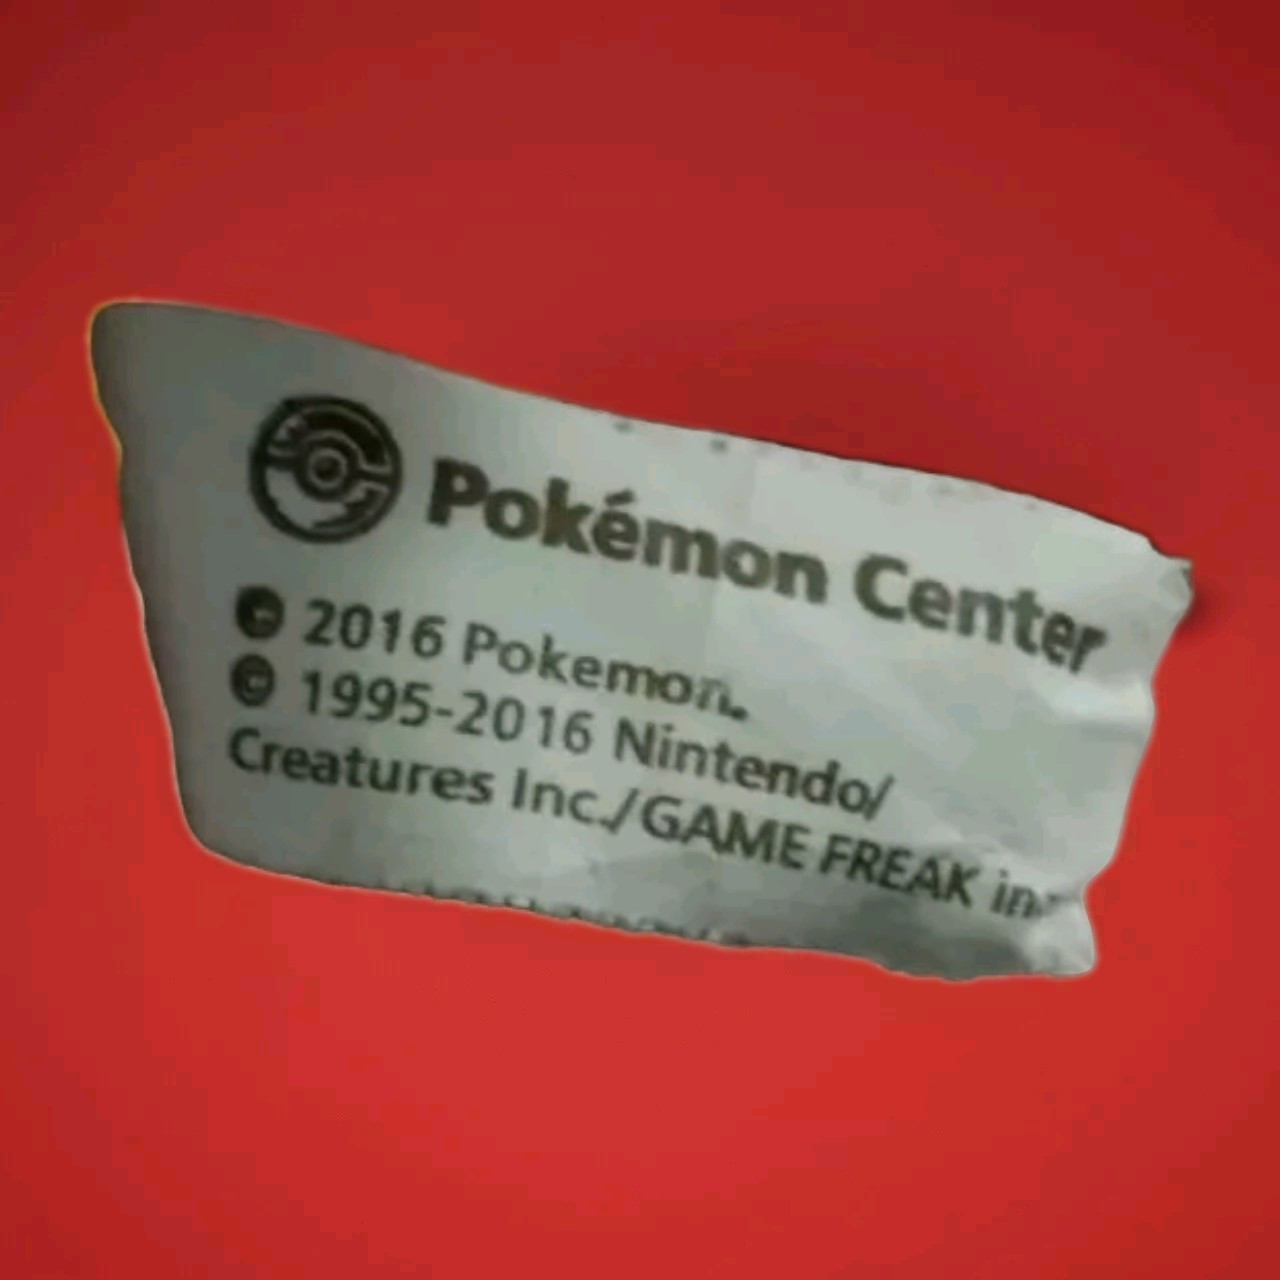 Pokémon Center
© 2016 Pokemon.
© 1995-2016 Nintendo/
Creatures Inc./GAME FREAK